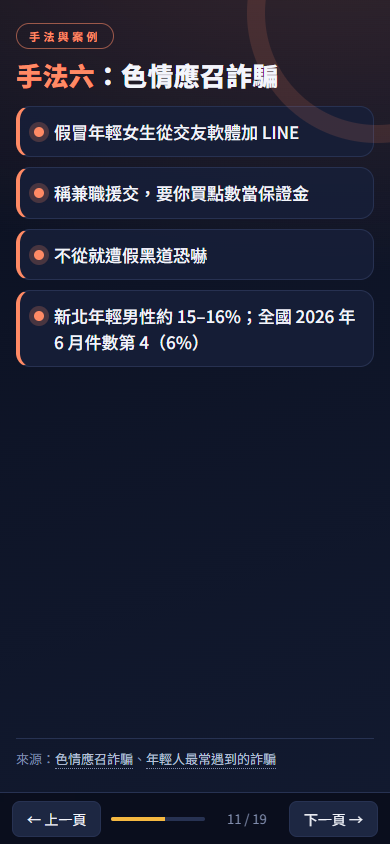 手法與案例
手法六：色情應召詐騙
假冒年輕女生從交友軟體加 LINE
稱兼職援交，要你買點數當保證金
不從就遭假黑道恐嚇
新北年輕男性約 15–16%；全國 2026 年
6 月件數第 4（6%）
來源：色情應召詐騙、年輕人最常遇到的詐騙
← 上一頁
11 / 19
下一頁 →